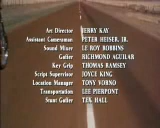 Art Director JERRY KAY
Assistant Cameraman PETER HEISER, JR.
Sound Mixer LE ROY ROBBINS
Gaffer RICHMOND AGUILAR
Key Grip THOMAS RAMSEY
Script Supervisor JOYCE KING
Location Manager TONY VORNO
Transportation LEE PIERPONT
Stunt Gaffer TEX HALL